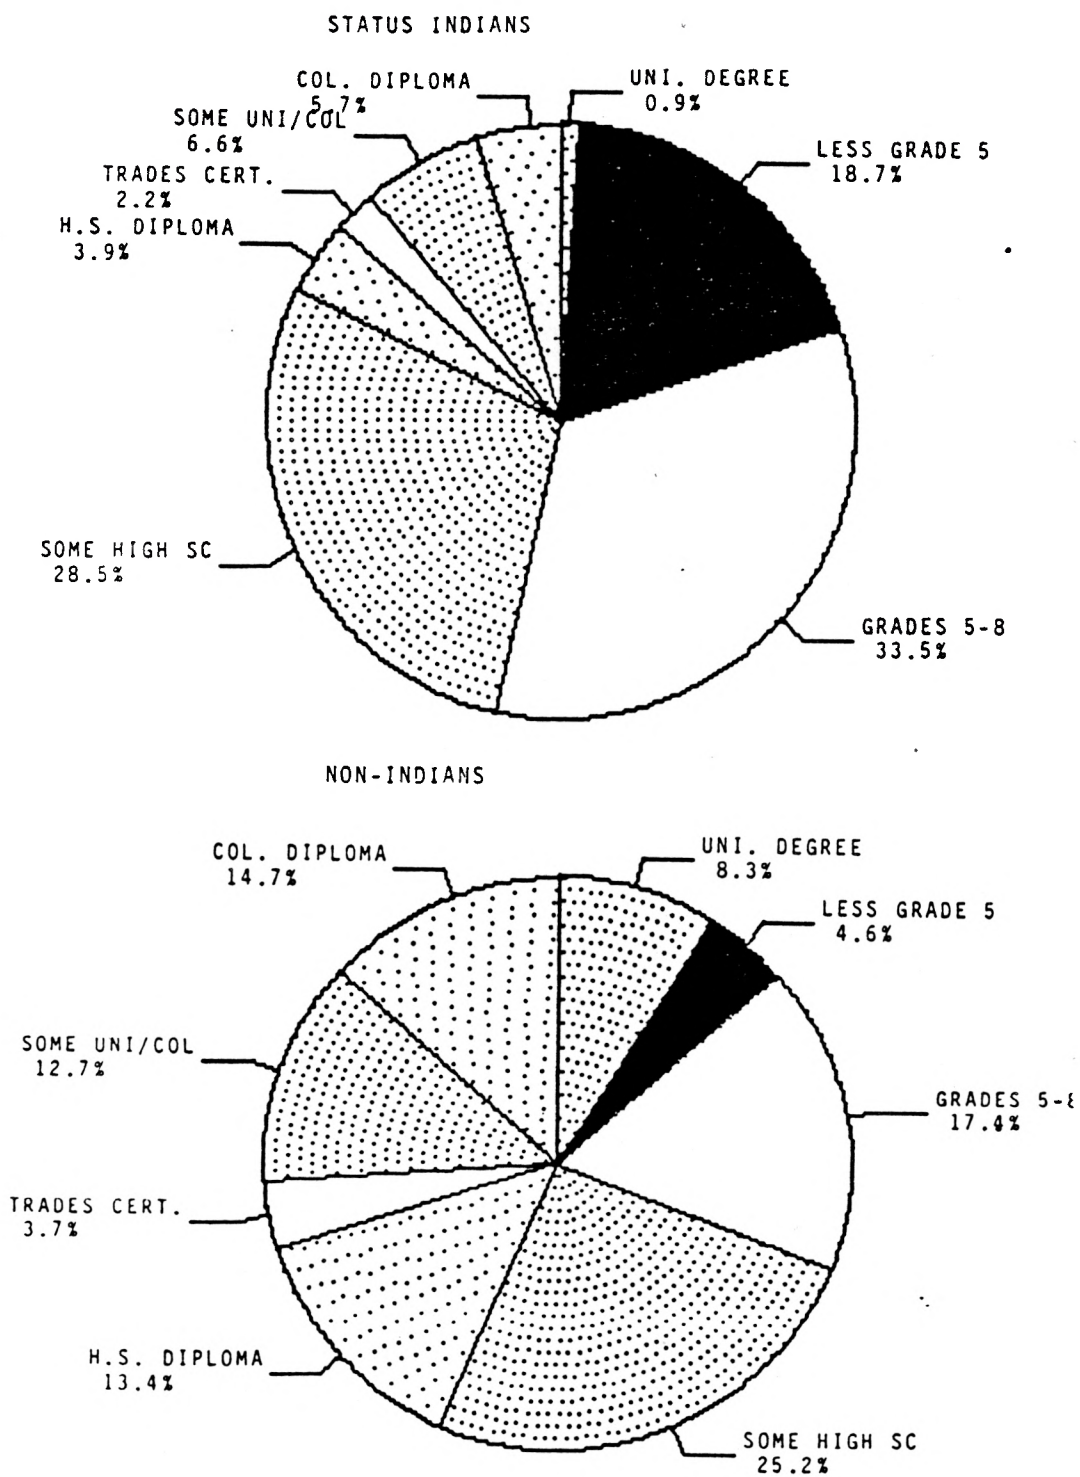 STATUS INDIANS
COL. DIPLOMA
5.7%
UNI. DEGREE
0.9%
SOME UNI/COL
6.6%
LESS GRADE 5
18.7%
TRADES CERT.
2.2%
H.S. DIPLOMA
3.9%
SOME HIGH SC
28.5%
GRADES 5-8
33.5%
NON-INDIANS
COL. DIPLOMA
14.7%
UNI. DEGREE
8.3%
LESS GRADE 5
4.6%
SOME UNI/COL
12.7%
GRADES 5-8
17.4%
TRADES CERT.
3.7%
H.S. DIPLOMA
13.4%
SOME HIGH SC
25.2%